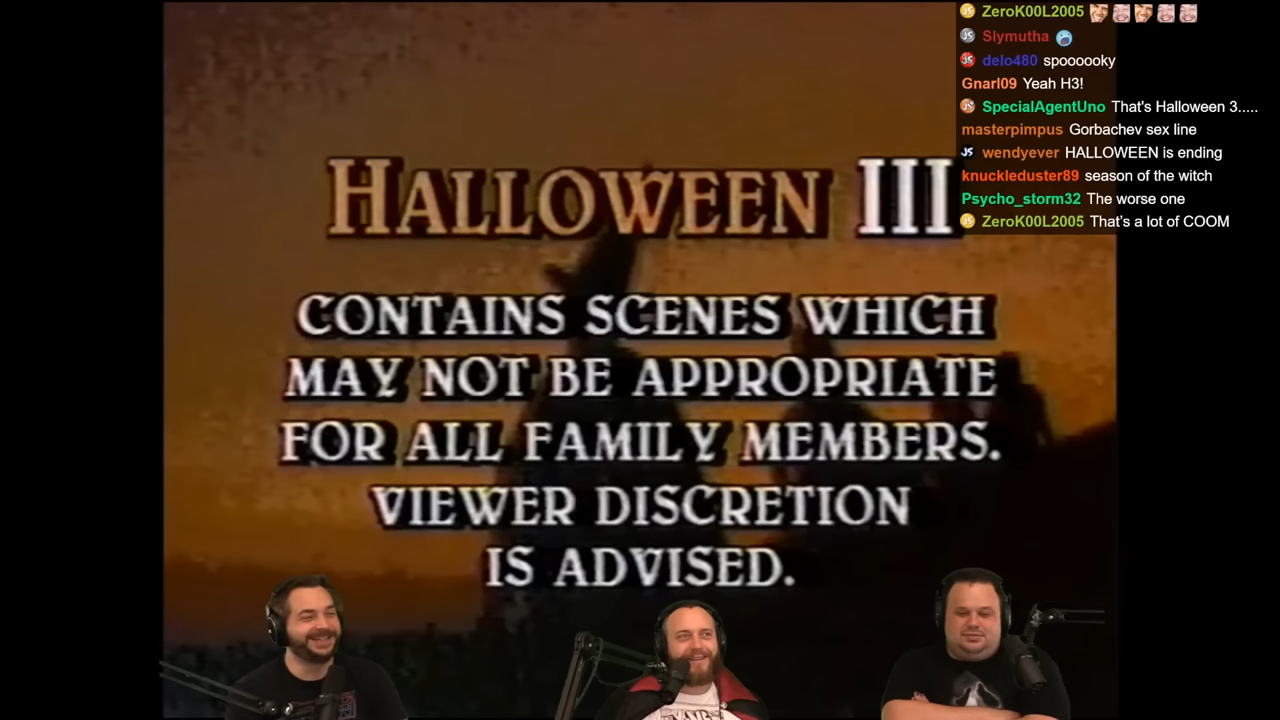 HALLOWEEN III
CONTAINS SCENES WHICH
MAY NOT BE APPROPRIATE
FOR ALL FAMILY MEMBERS.
VIEWER DISCRETION
IS ADVISED.
ZeroK00L2005
Slymutha
delo480 spoooooky
Gnarl09 Yeah H3!
SpecialAgentUno That's Halloween 3.....
masterpimpus Gorbachev sex line
wendyever HALLOWEEN is ending
knuckleduster89 season of the witch
Psycho_storm32 The worse one
ZeroK00L2005 That's a lot of COOM